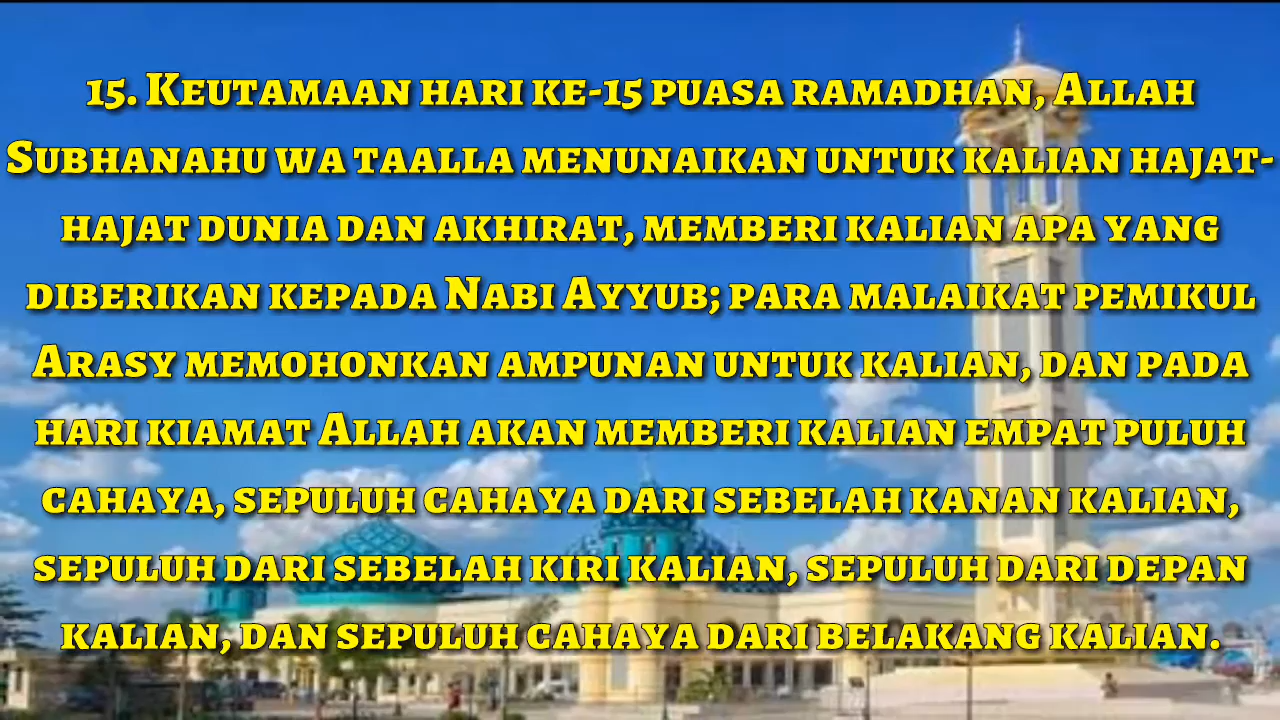 15. Keutamaan hari ke-15 puasa ramadhan, Allah
Subhanahu wa taalla menunaikan untuk kalian hajat-
hajat dunia dan akhirat, memberi kalian apa yang
diberikan kepada Nabi Ayyub; para malaikat pemikul
Arasy memohonkan ampunan untuk kalian, dan pada
hari kiamat Allah akan memberi kalian empat puluh
cahaya, sepuluh cahaya dari sebelah kanan kalian,
sepuluh dari sebelah kiri kalian, sepuluh dari depan
kalian, dan sepuluh cahaya dari belakang kalian.